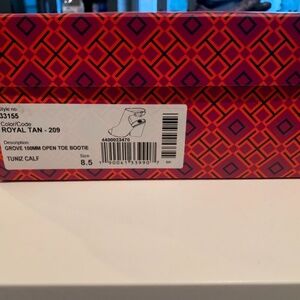 Style no
33155
Color/Code
ROYAL TAN - 209
Description
GROVE 100MM OPEN TOE BOOTIE
TUNIZ CALF
Size
8.5